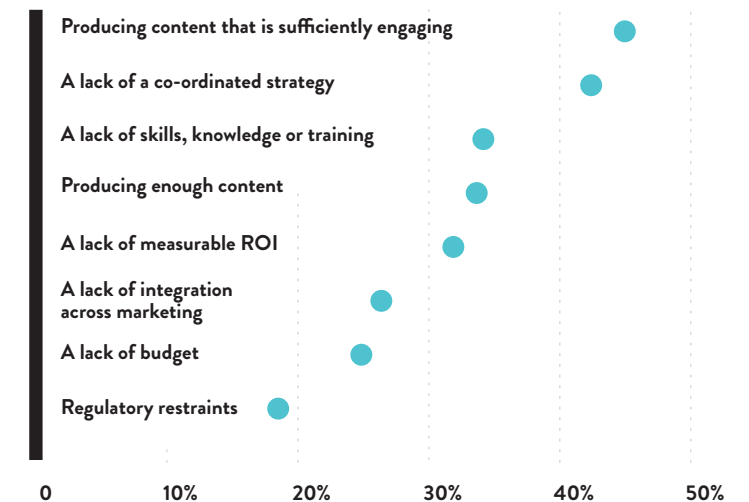 Producing content that is sufficiently engaging
A lack of a co-ordinated strategy
A lack of skills, knowledge or training
Producing enough content
A lack of measurable ROI
A lack of integration
across marketing
A lack of budget
Regulatory restraints
0 10% 20% 30% 40% 50%